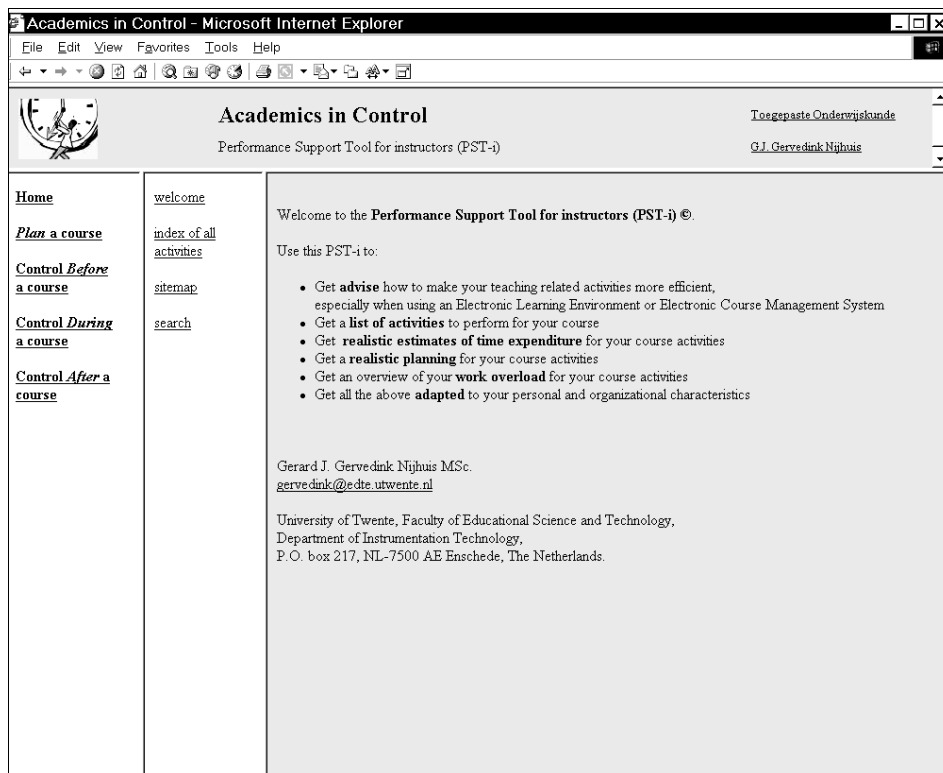 Academics in Control - Microsoft Internet Explorer
File Edit View Favorites Tools Help
Academics in Control
Performance Support Tool for instructors (PST-i)
Toegepaste Onderwijskunde
G.J. Gervedink Nijhuis
Home
Plan a course
Control Before
a course
Control During
a course
Control After a
course
welcome
index of all
activities
sitemap
search
Welcome to the Performance Support Tool for instructors (PST-i) ©.
Use this PST-i to:
• Get advise how to make your teaching related activities more efficient,
especially when using an Electronic Learning Environment or Electronic Course Management System
• Get a list of activities to perform for your course
• Get realistic estimates of time expenditure for your course activities
• Get a realistic planning for your course activities
• Get an overview of your work overload for your course activities
• Get all the above adapted to your personal and organizational characteristics
Gerard J. Gervedink Nijhuis MSc.
gervedink@edte.utwente.nl
University of Twente, Faculty of Educational Science and Technology,
Department of Instrumentation Technology,
P.O. box 217, NL-7500 AE Enschede, The Netherlands.